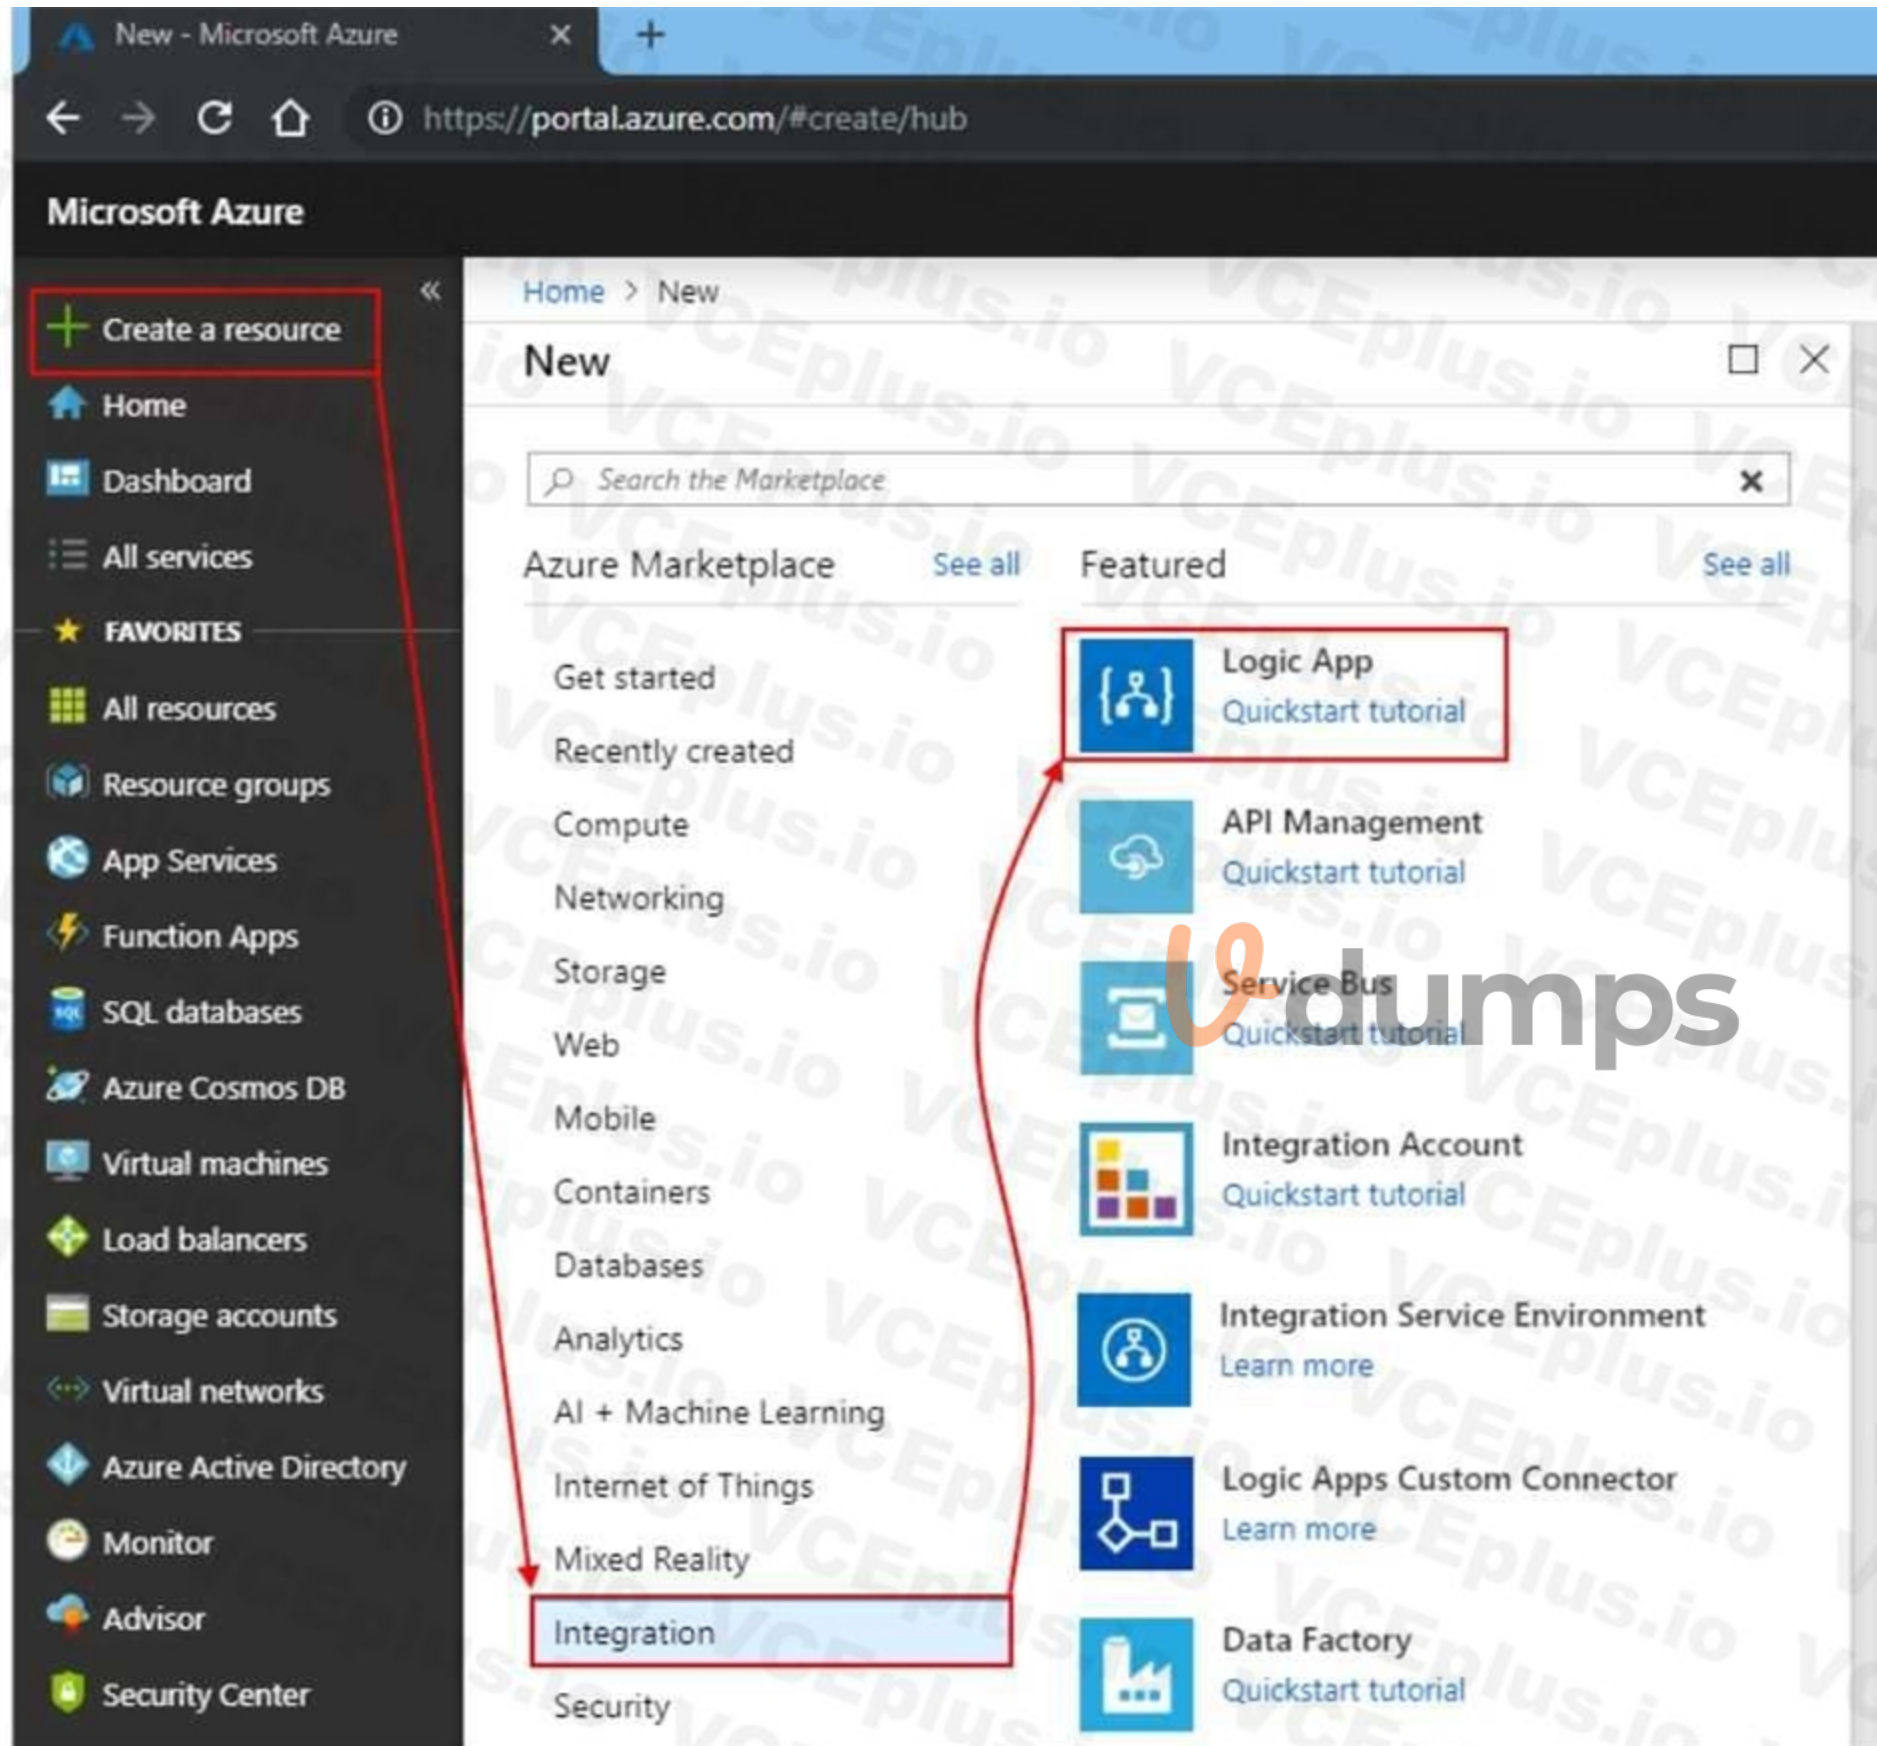 New - Microsoft Azure
https://portal.azure.com/#create/hub
Microsoft Azure
Create a resource
Home
Dashboard
All services
FAVORITES
All resources
Resource groups
App Services
Function Apps
SQL databases
Azure Cosmos DB
Virtual machines
Load balancers
Storage accounts
Virtual networks
Azure Active Directory
Monitor
Advisor
Security Center
Home > New
New
Search the Marketplace
Azure Marketplace
See all
Get started
Recently created
Compute
Networking
Storage
Web
Mobile
Containers
Databases
Analytics
AI + Machine Learning
Internet of Things
Mixed Reality
Integration
Security
Featured
See all
Logic App
Quickstart tutorial
API Management
Quickstart tutorial
Service Bus
Quickstart tutorial
Integration Account
Quickstart tutorial
Integration Service Environment
Learn more
Logic Apps Custom Connector
Learn more
Data Factory
Quickstart tutorial
dumps
VCEplus.io